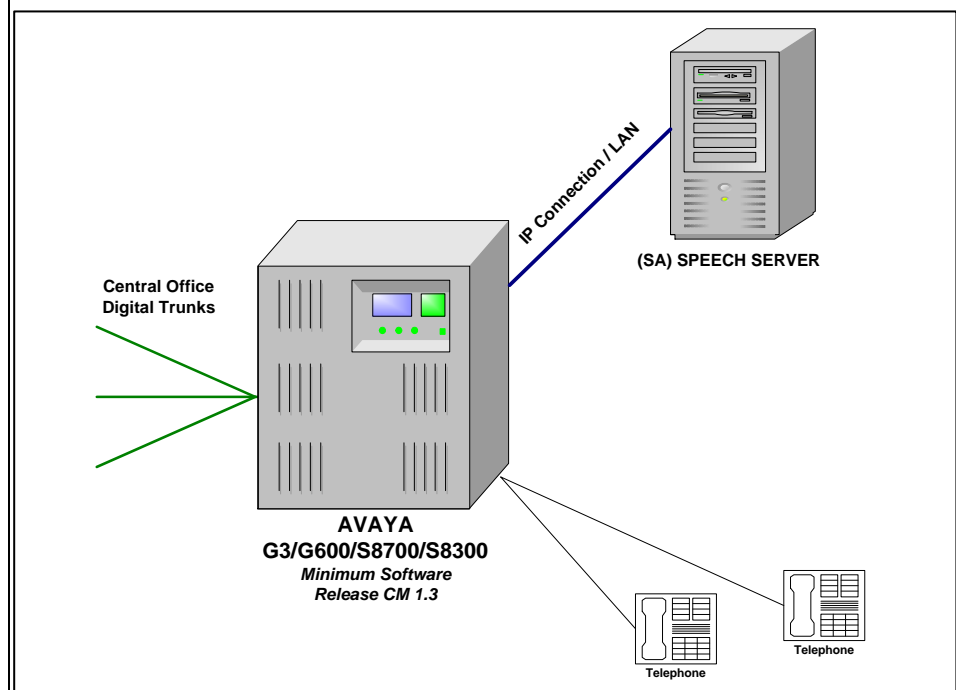 IP Connection / LAN
(SA) SPEECH SERVER
Central Office
Digital Trunks
AVAYA
G3/G600/S8700/S8300
Minimum Software
Release CM 1.3
Telephone
Telephone